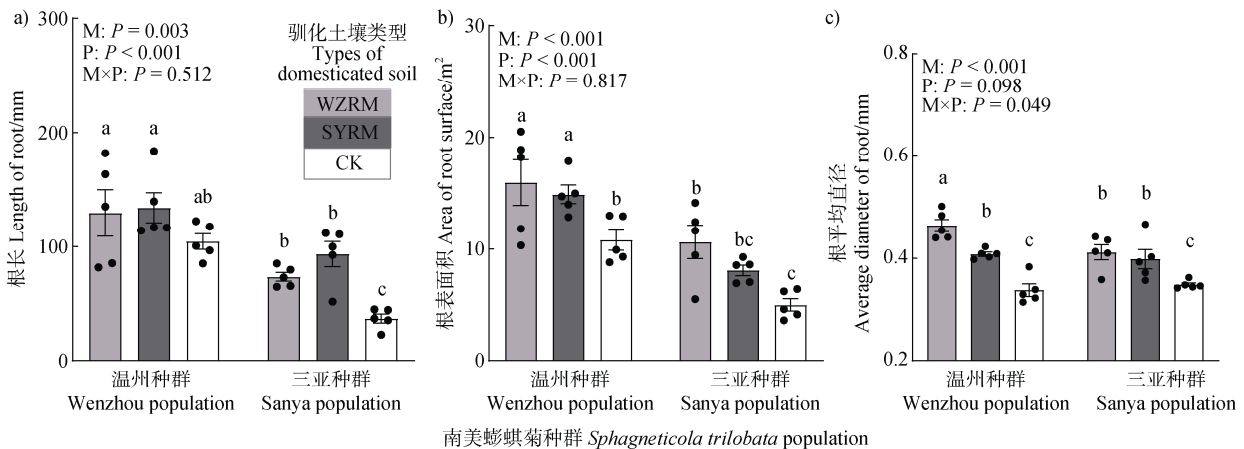 a)
300
200
100
0
根长 Length of root/mm
M: P = 0.003
P: P < 0.001
M×P: P = 0.512
驯化土壤类型
Types of
domesticated soil
WZRM
SYRM
CK
a
a
ab
b
b
c
温州种群
Wenzhou population
三亚种群
Sanya population
b)
30
20
10
0
根表面积 Area of root surface/m²
M: P < 0.001
P: P < 0.001
M×P: P = 0.817
a
a
b
b
bc
c
温州种群
Wenzhou population
三亚种群
Sanya population
c)
0.8
0.6
0.4
0.2
根平均直径
Average diameter of root/mm
M: P < 0.001
P: P = 0.098
M×P: P = 0.049
a
b
c
b
b
c
温州种群
Wenzhou population
三亚种群
Sanya population
南美蟛蜞菊种群 Sphagneticola trilobata population